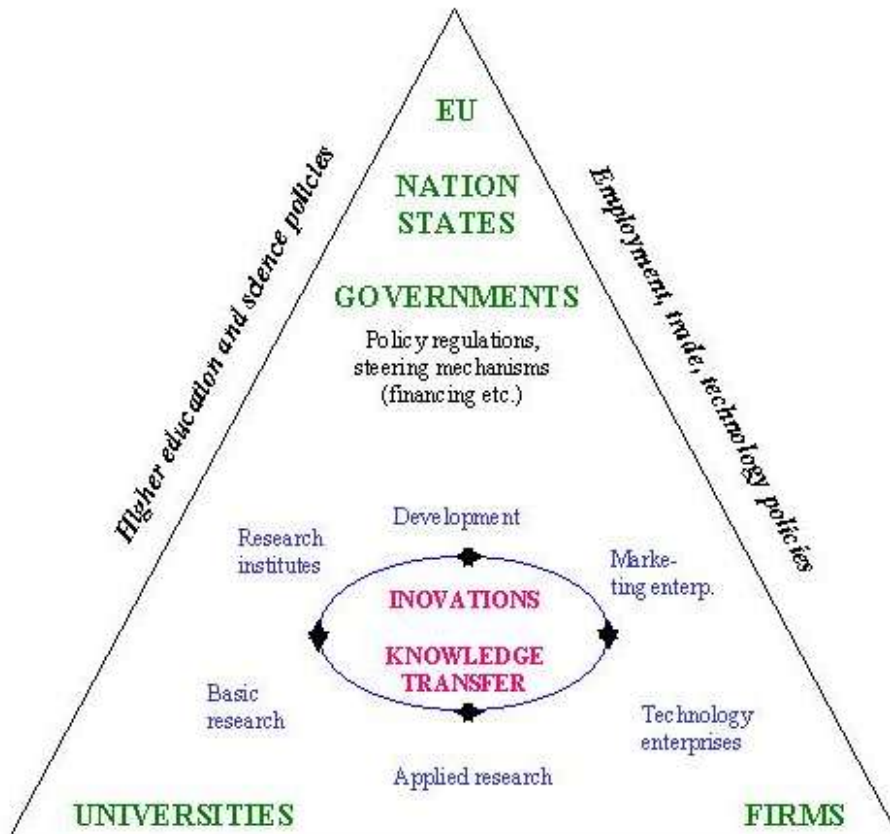 EU
NATION
STATES
GOVERNMENTS
Policy regulations,
steering mechanisms
(financing etc.)
Higher education and science policies
Employment, trade, technology policies
Development
Research
institutes
Marke-
ting enterp.
INOVATIONS
KNOWLEDGE
TRANSFER
Basic
research
Technology
enterprises
Applied research
UNIVERSITIES
FIRMS